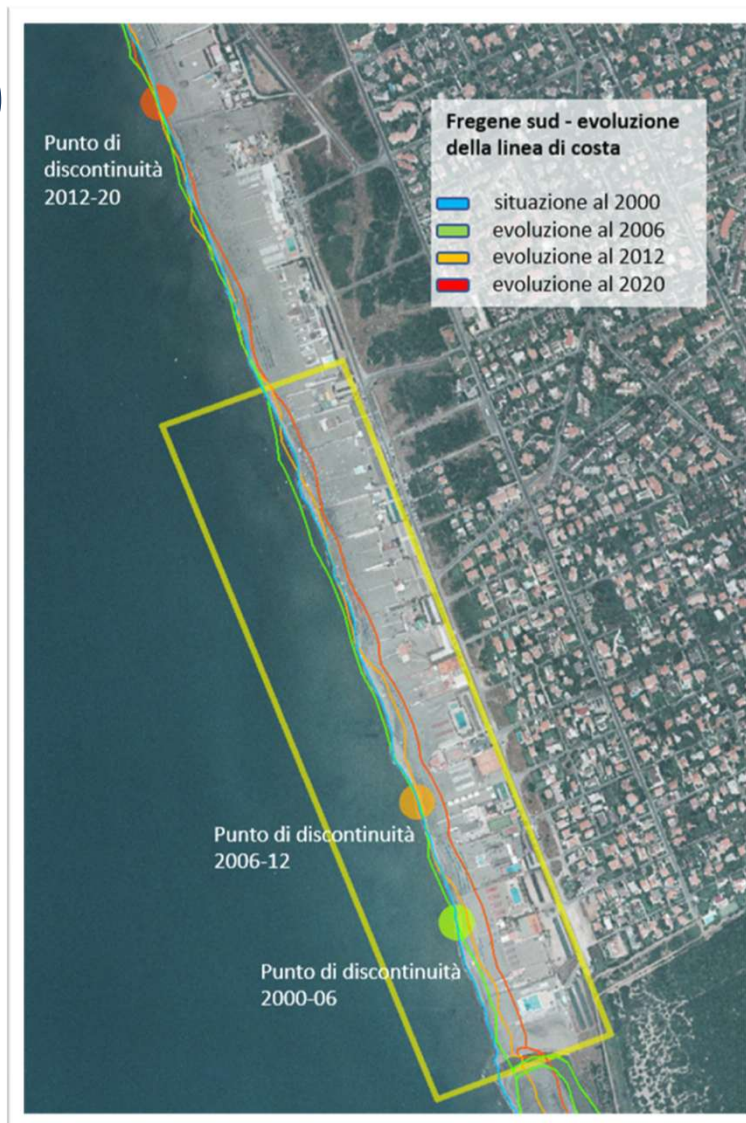 Fregene sud - evoluzione
della linea di costa
situazione al 2000
evoluzione al 2006
evoluzione al 2012
evoluzione al 2020
Punto di
discontinuità
2012-20
Punto di discontinuità
2006-12
Punto di discontinuità
2000-06